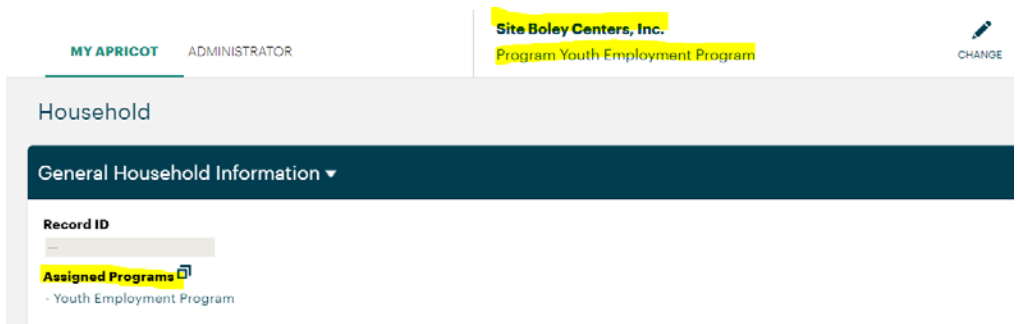 Site Boley Centers, Inc.
MY APRICOT ADMINISTRATOR
Program Youth Employment Program
CHANGE
Household
General Household Information
Record ID
--
Assigned Programs
- Youth Employment Program